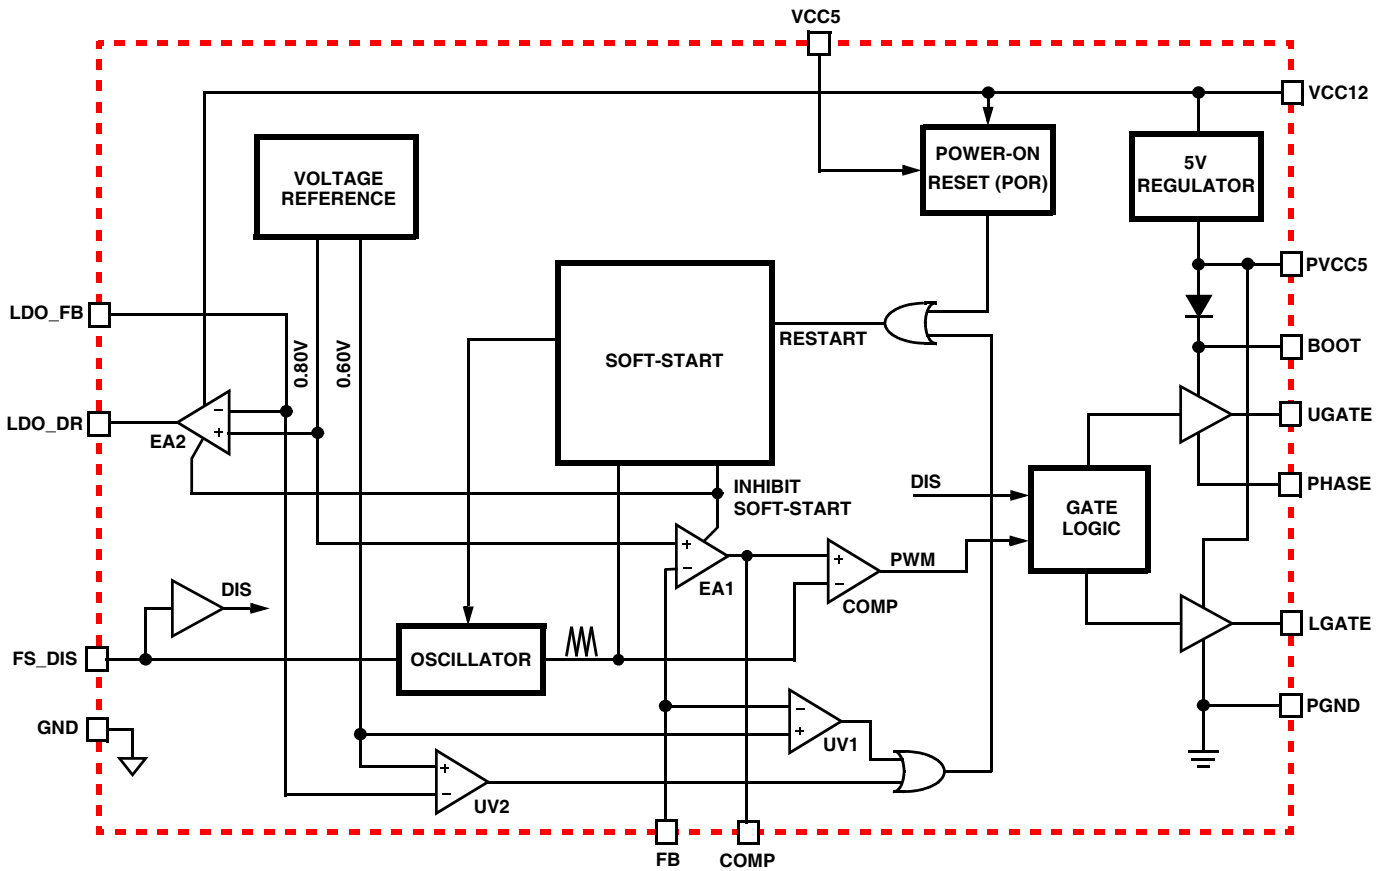 VCC5
VCC12
POWER-ON
RESET (POR)
5V
REGULATOR
VOLTAGE
REFERENCE
PVCC5
LDO_FB
RESTART
BOOT
0.80V
0.60V
SOFT-START
LDO_DR
−
+
EA2
UGATE
INHIBIT
SOFT-START
DIS
PHASE
GATE
LOGIC
+
−
EA1
+
−
COMP
PWM
DIS
LGATE
FS_DIS
OSCILLATOR
GND
−
+
UV1
PGND
+
−
UV2
FB
COMP